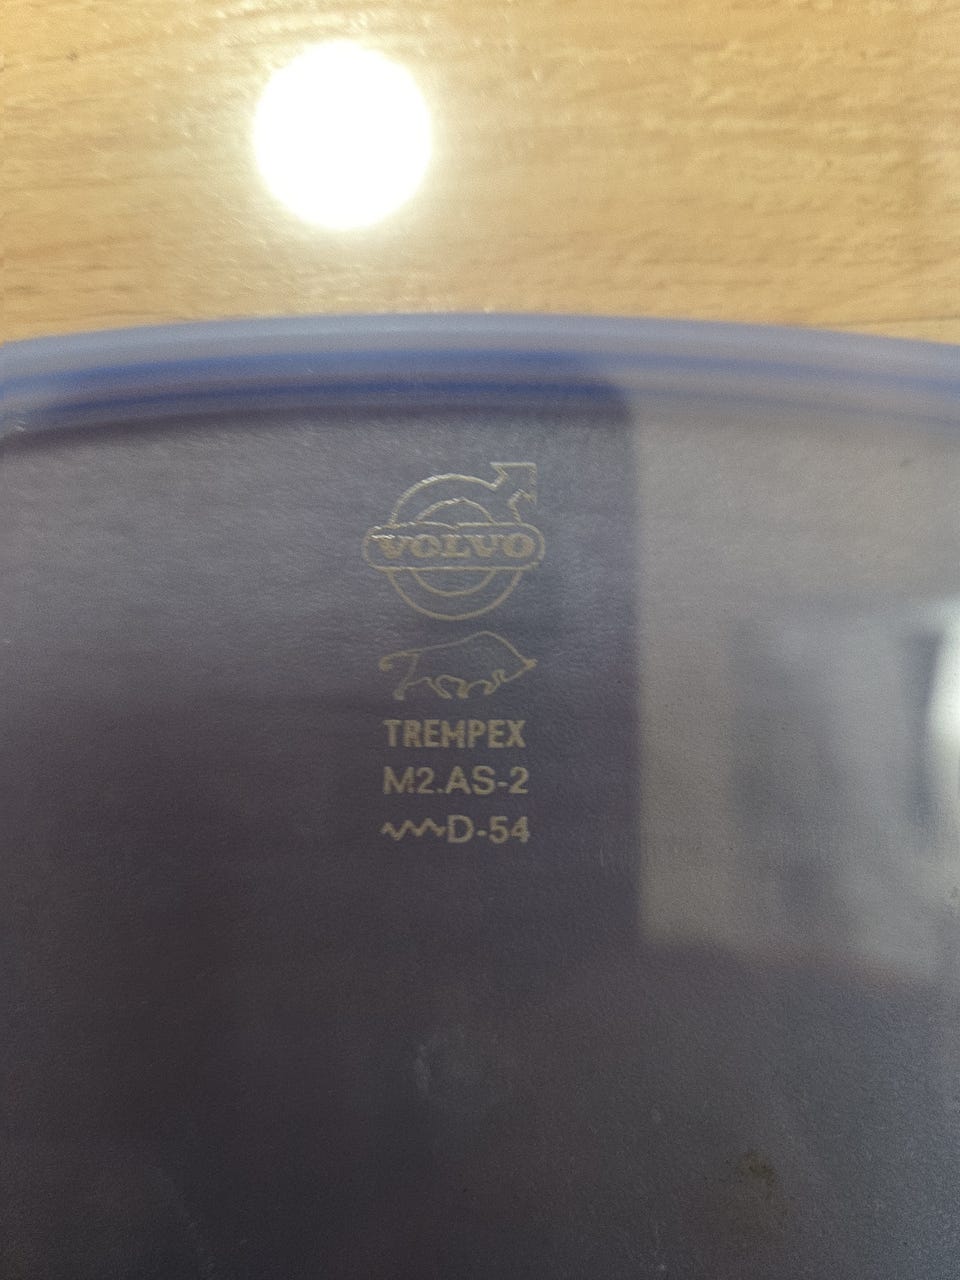 VOLVO
TREMPEX
M2.AS-2
D-54